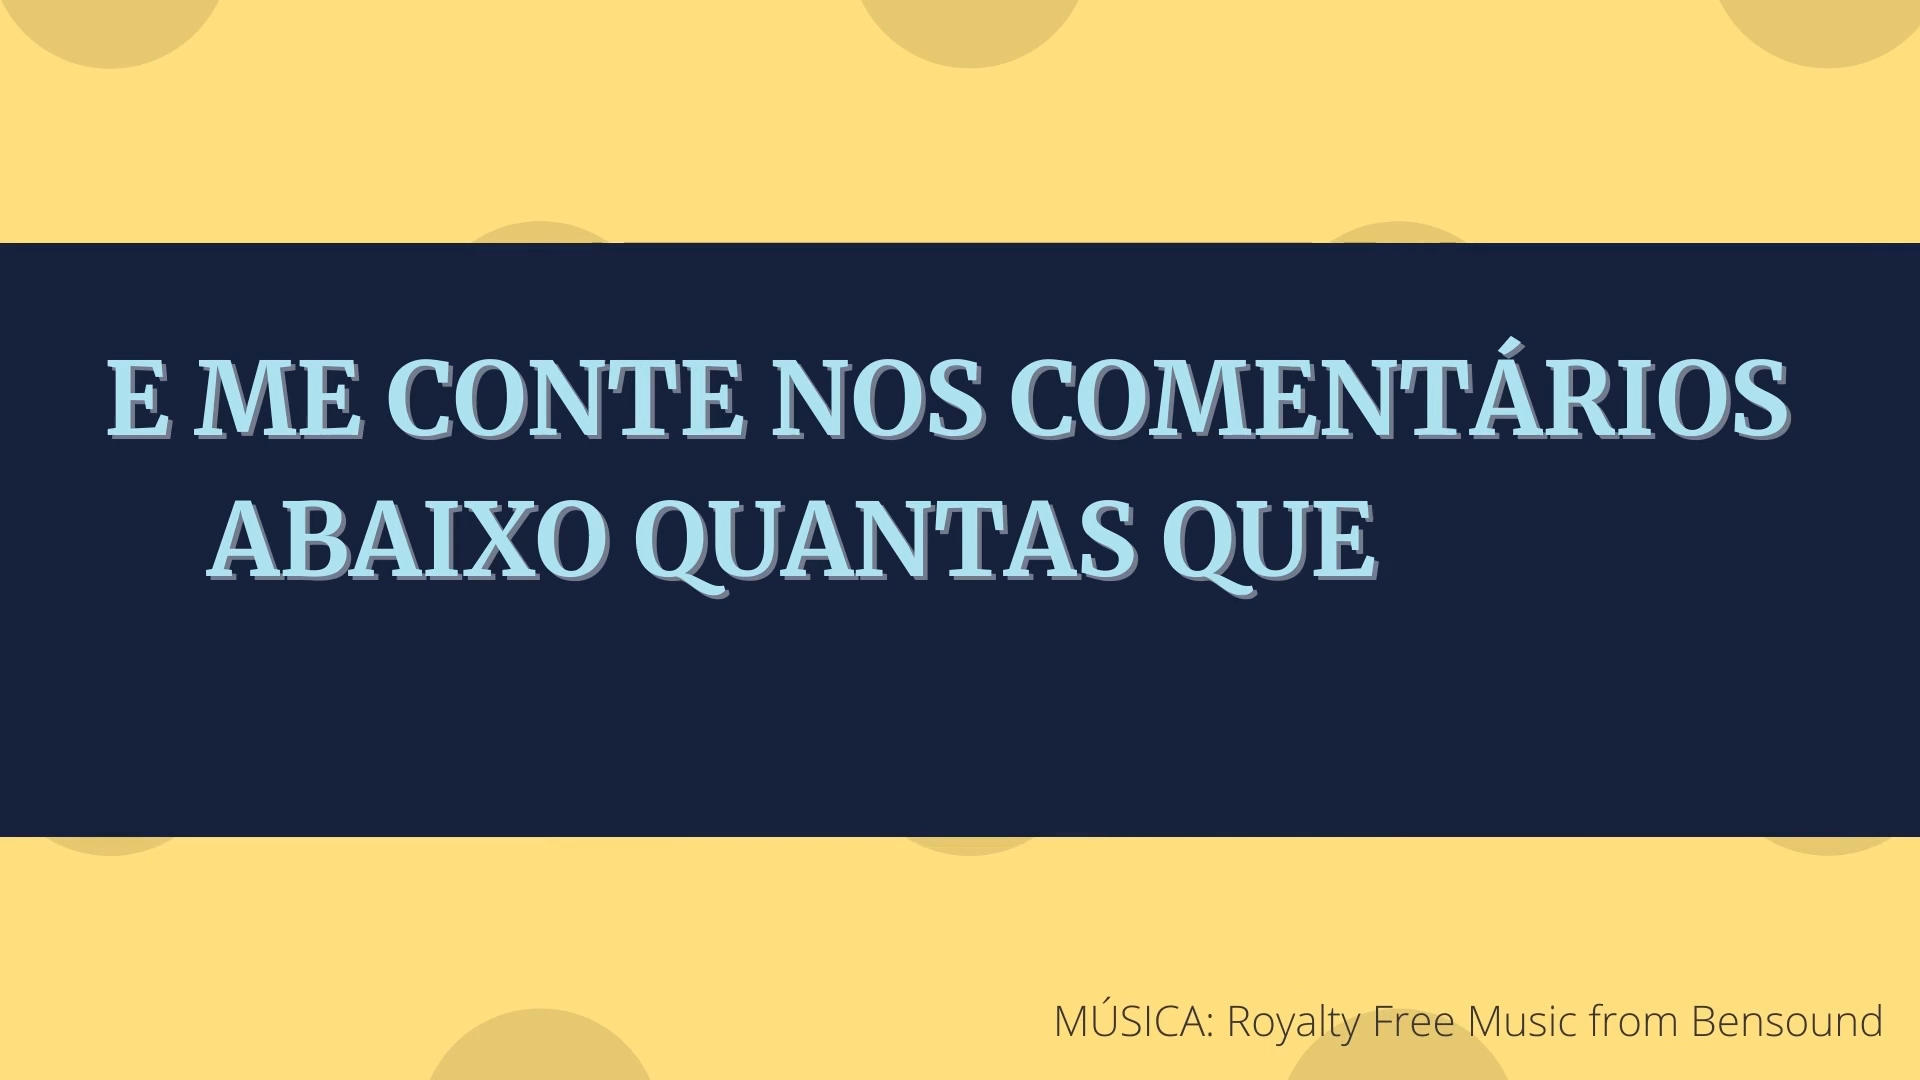 E ME CONTE NOS COMENTÁRIOS
ABAIXO QUANTAS QUE
MÚSICA: Royalty Free Music from Bensound